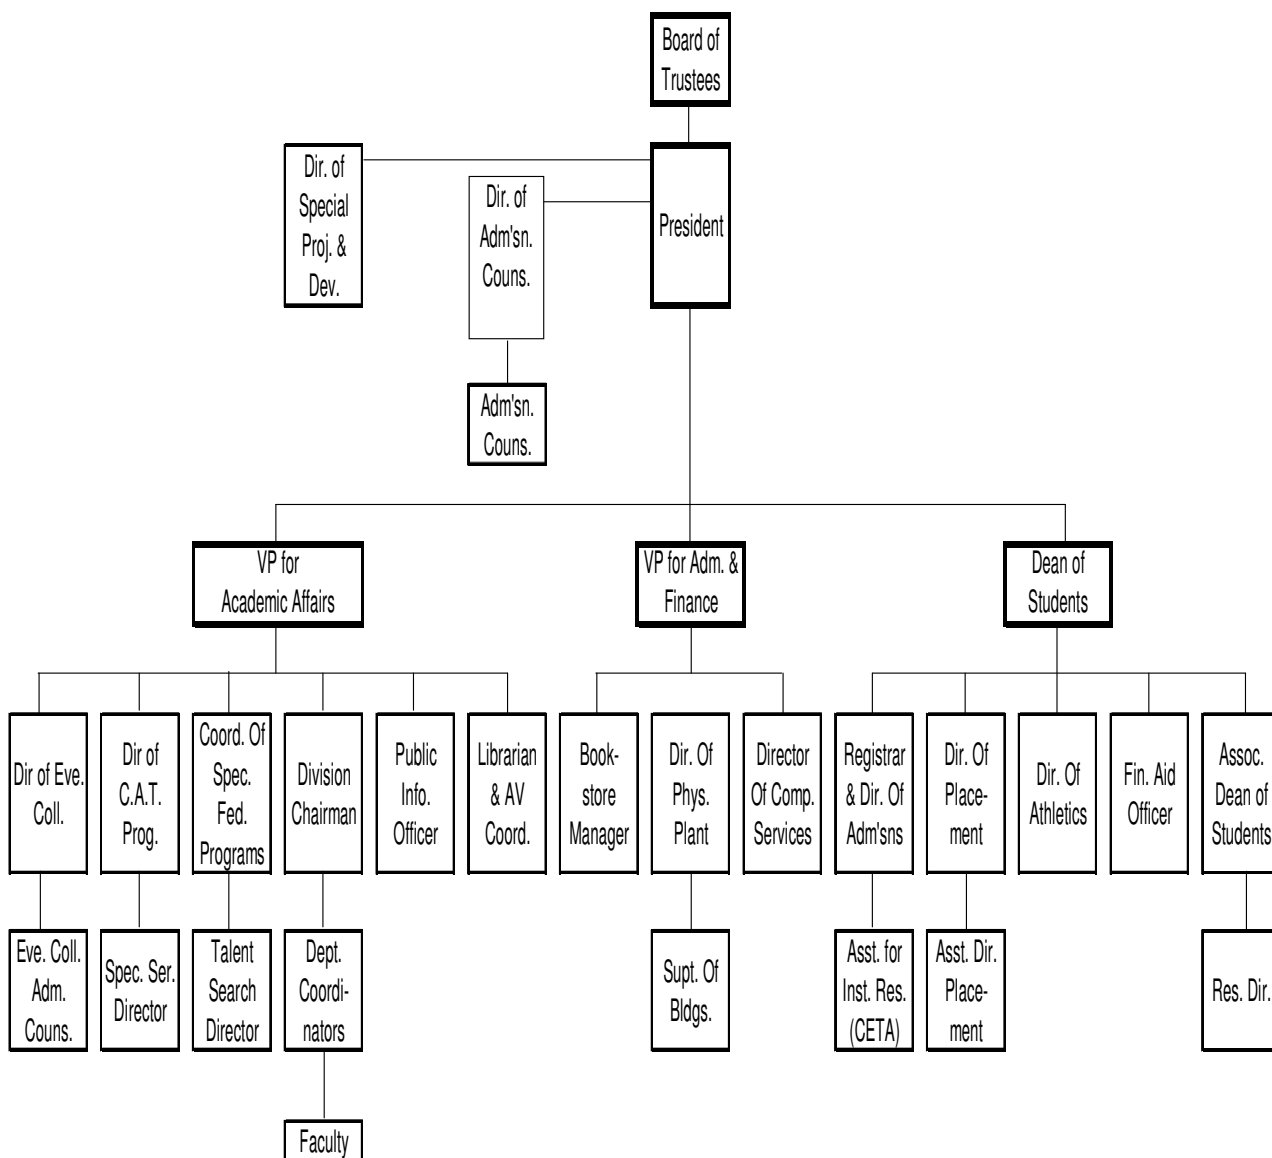 Board of
Trustees
Dir. of
Special
Proj. &
Dev.
Dir. of
Adm'sn.
Couns.
President
Adm'sn.
Couns.
VP for
Academic Affairs
VP for Adm. &
Finance
Dean of
Students
Dir of Eve.
Coll.
Dir of
C.A.T.
Prog.
Coord. Of
Spec.
Fed.
Programs
Division
Chairman
Public
Info.
Officer
Librarian
& AV
Coord.
Book-
store
Manager
Dir. Of
Phys.
Plant
Director
Of Comp.
Services
Registrar
& Dir. Of
Adm'sns
Dir. Of
Place-
ment
Dir. Of
Athletics
Fin. Aid
Officer
Assoc.
Dean of
Students
Eve. Coll.
Adm.
Couns.
Spec. Ser.
Director
Talent
Search
Director
Dept.
Coordi-
nators
Supt. Of
Bldgs.
Asst. for
Inst. Res.
(CETA)
Asst. Dir.
Place-
ment
Res. Dir.
Faculty